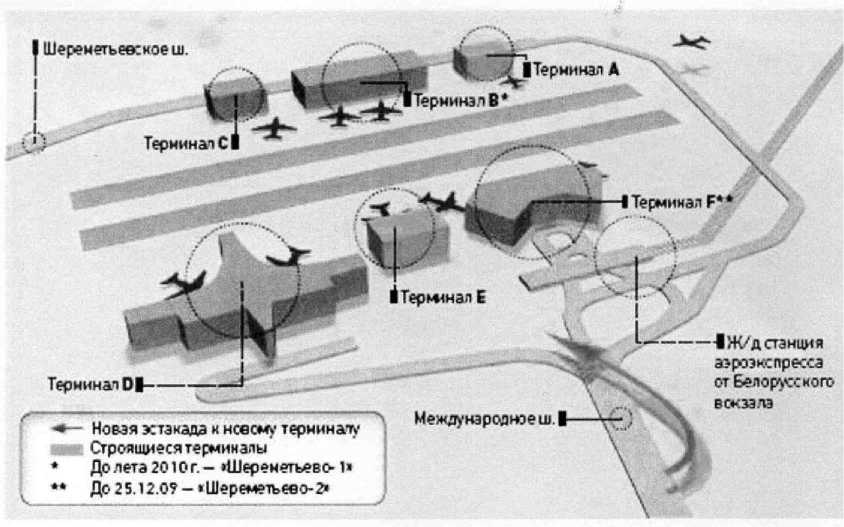 Шереметьевское ш.
Терминал A
Терминал B*
Терминал C
Терминал F**
Терминал E
Ж/д станция
аэроэкспресса
от Белорусского
вокзала
Терминал D
Международное ш.
Новая эстакада к новому терминалу
Строящиеся терминалы
* До лета 2010 г. — «Шереметьево-1»
** До 25.12.09 — «Шереметьево-2»